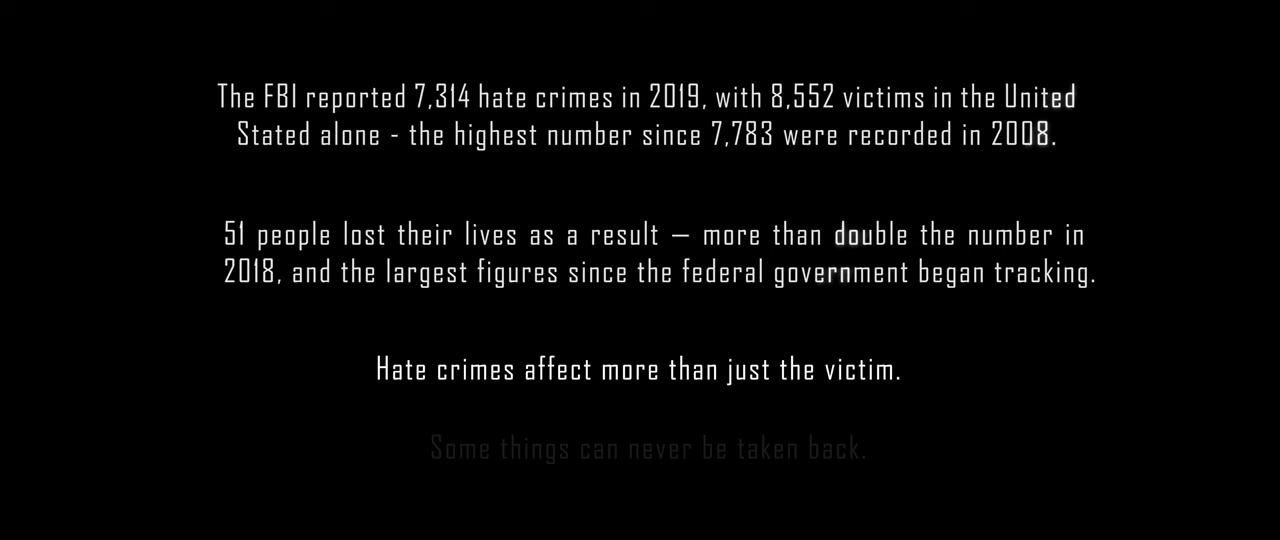 The FBI reported 7,314 hate crimes in 2019, with 8,552 victims in the United
Stated alone - the highest number since 7,783 were recorded in 2008.
51 people lost their lives as a result — more than double the number in
2018, and the largest figures since the federal government began tracking.
Hate crimes affect more than just the victim.
Some things can never be taken back.